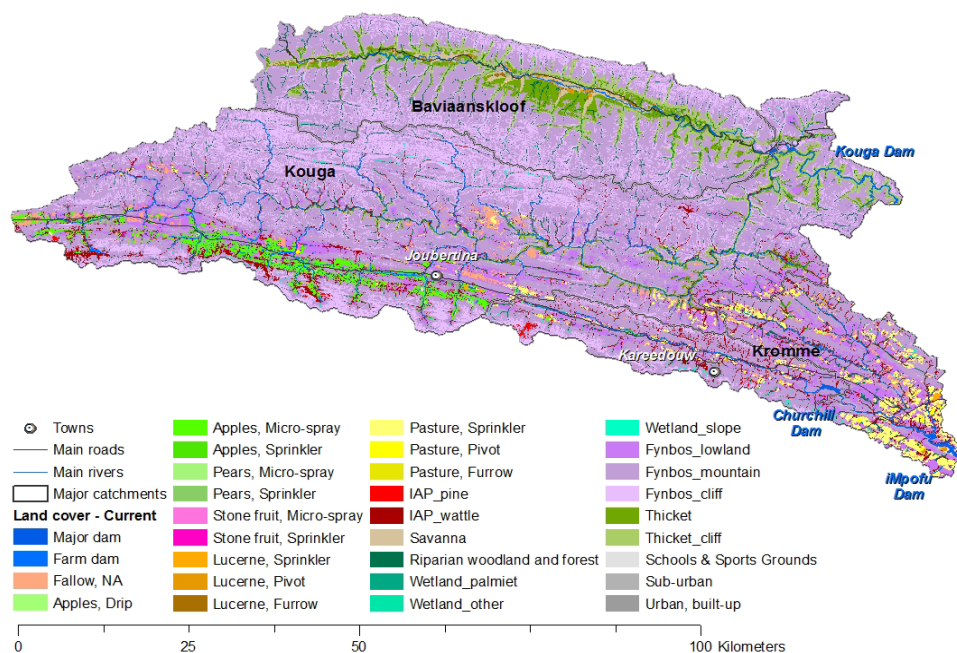 Baviaanskloof
Kouga Dam
Kouga
Joubertina
Kromme
Kareedouw
Churchill
Dam
iMpofu
Dam
Towns
Main roads
Main rivers
Major catchments
Land cover - Current
Major dam
Farm dam
Fallow, NA
Apples, Drip
Apples, Micro-spray
Apples, Sprinkler
Pears, Micro-spray
Pears, Sprinkler
Stone fruit, Micro-spray
Stone fruit, Sprinkler
Lucerne, Sprinkler
Lucerne, Pivot
Lucerne, Furrow
Pasture, Sprinkler
Pasture, Pivot
Pasture, Furrow
IAP_pine
IAP_wattle
Savanna
Riparian woodland and forest
Wetland_palmiet
Wetland_other
Wetland_slope
Fynbos_lowland
Fynbos_mountain
Fynbos_cliff
Thicket
Thicket_cliff
Schools & Sports Grounds
Sub-urban
Urban, built-up
0 25 50 100 Kilometers